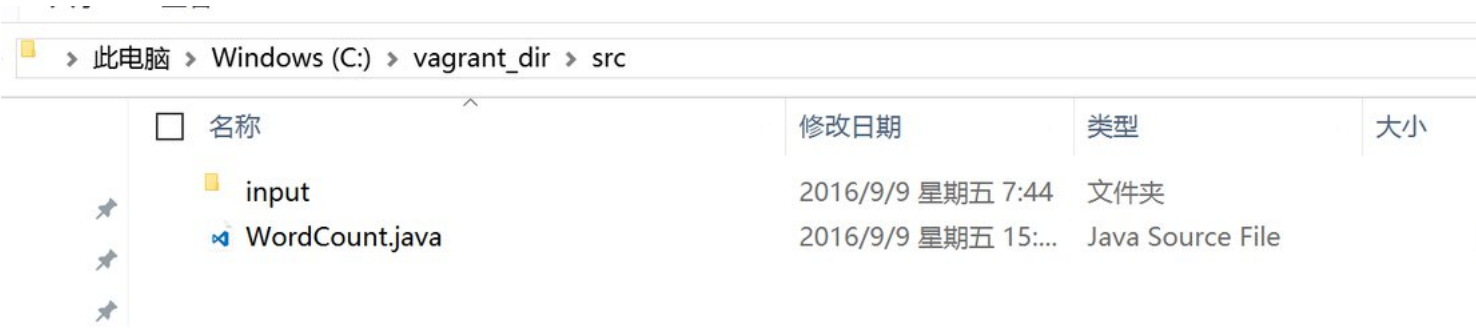 此电脑 > Windows (C:) > vagrant_dir > src
名称 修改日期 类型 大小
input 2016/9/9 星期五 7:44 文件夹
WordCount.java 2016/9/9 星期五 15:... Java Source File